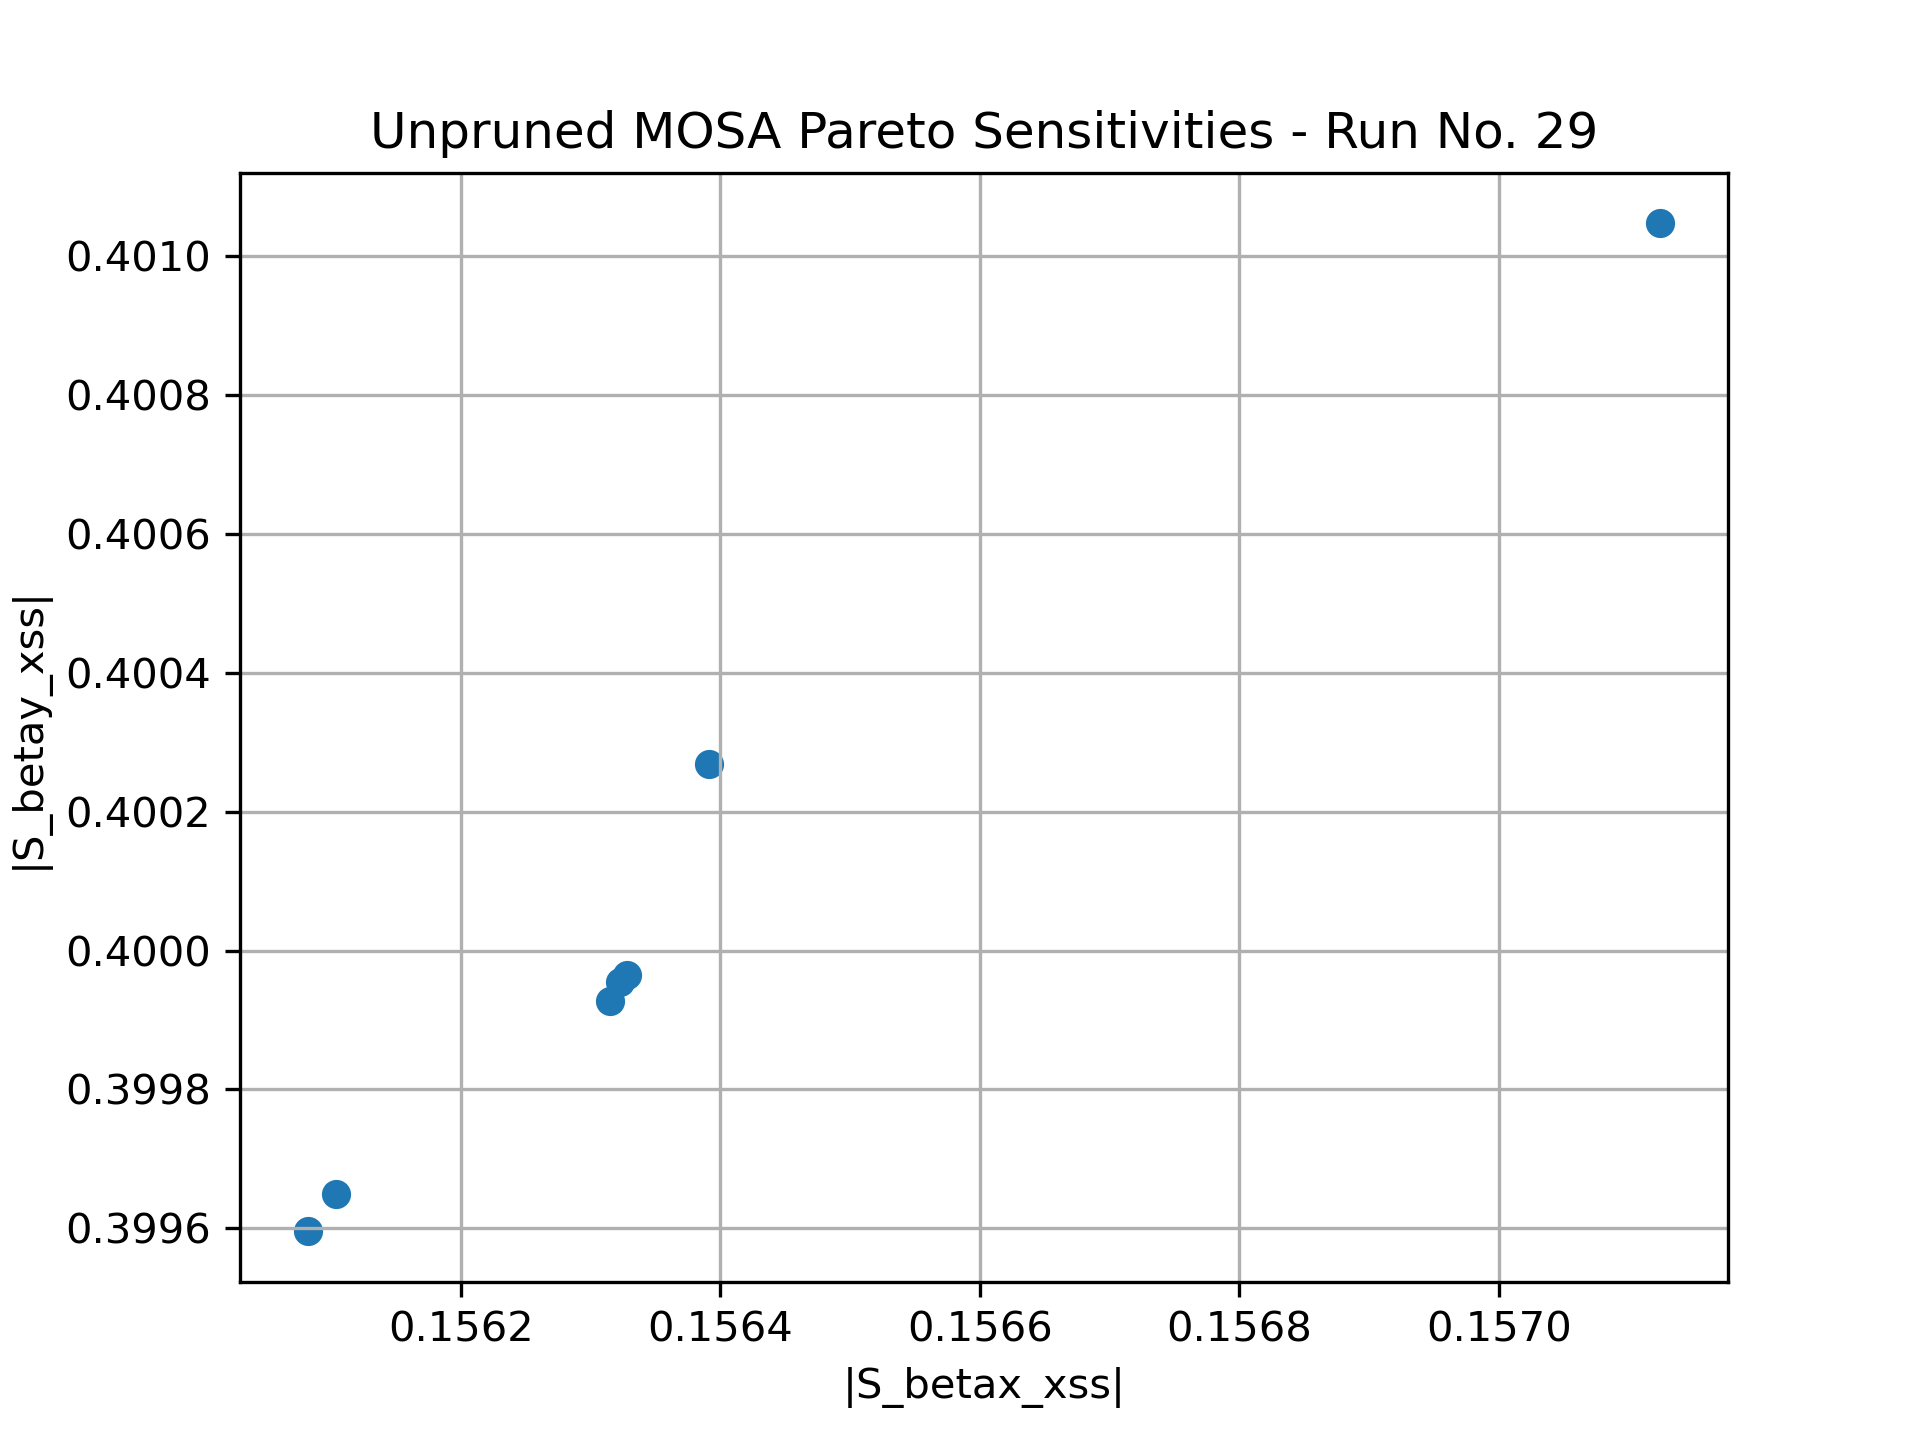 Unpruned MOSA Pareto Sensitivities - Run No. 29
|S_betay_xss|
0.4010
0.4008
0.4006
0.4004
0.4002
0.4000
0.3998
0.3996
0.1562 0.1564 0.1566 0.1568 0.1570
|S_betax_xss|